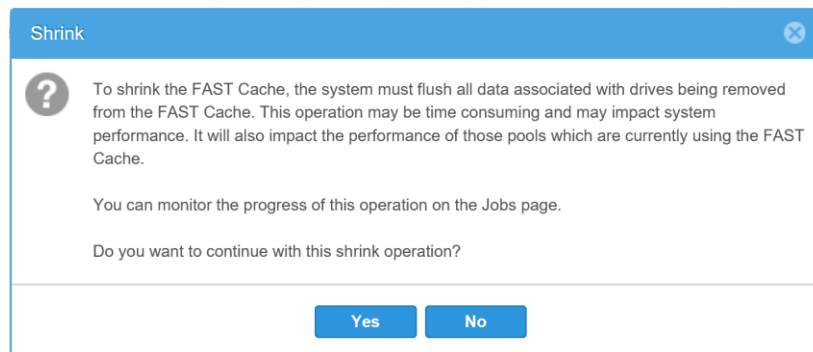 Shrink
To shrink the FAST Cache, the system must flush all data associated with drives being removed
from the FAST Cache. This operation may be time consuming and may impact system
performance. It will also impact the performance of those pools which are currently using the FAST
Cache.
You can monitor the progress of this operation on the Jobs page.
Do you want to continue with this shrink operation?
Yes No